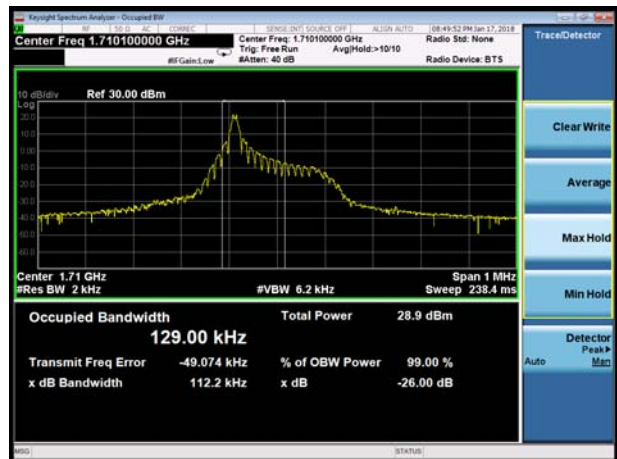 Keysight Spectrum Analyzer - Occupied BW
RF 50 Ω AC CORREC SENSE:INT SOURCE OFF ALIGN AUTO 08:49:52 PM Jan 17, 2018
Center Freq 1.710100000 GHz Center Freq: 1.710100000 GHz Radio Std: None Trace/Detector
Trig: Free Run Avg|Hold:>10/10
#IFGain:Low #Atten: 40 dB Radio Device: BTS
10 dB/div Ref 30.00 dBm
Log
20.0
10.0
0.00
-10.0
-20.0
-30.0
-40.0
-50.0
-60.0
Clear Write
Average
Max Hold
Min Hold
Detector
Peak▶
Auto Man
Center 1.71 GHz Span 1 MHz
#Res BW 2 kHz #VBW 6.2 kHz Sweep 238.4 ms
Occupied Bandwidth Total Power 28.9 dBm
129.00 kHz
Transmit Freq Error -49.074 kHz % of OBW Power 99.00 %
x dB Bandwidth 112.2 kHz x dB -26.00 dB
MSG STATUS